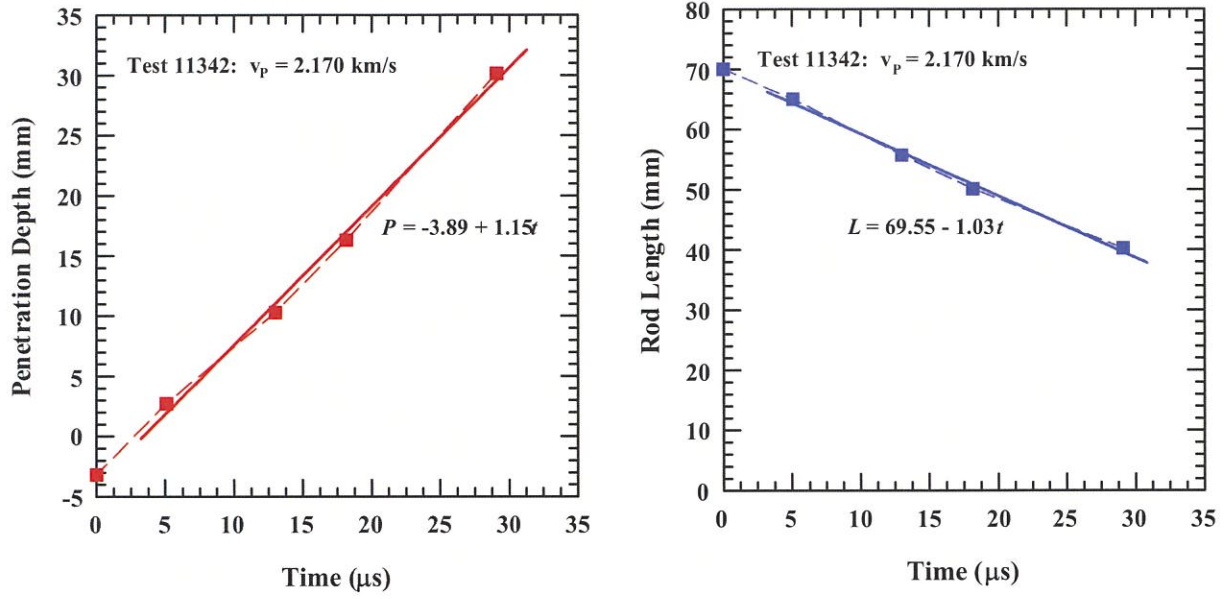 Test 11342: vP = 2.170 km/s
P = -3.89 + 1.15t
Penetration Depth (mm)
35
30
25
20
15
10
5
0
-5
0 5 10 15 20 25 30 35
Time (μs)
Test 11342: vP = 2.170 km/s
L = 69.55 - 1.03t
Rod Length (mm)
80
70
60
50
40
30
20
10
0
0 5 10 15 20 25 30 35
Time (μs)